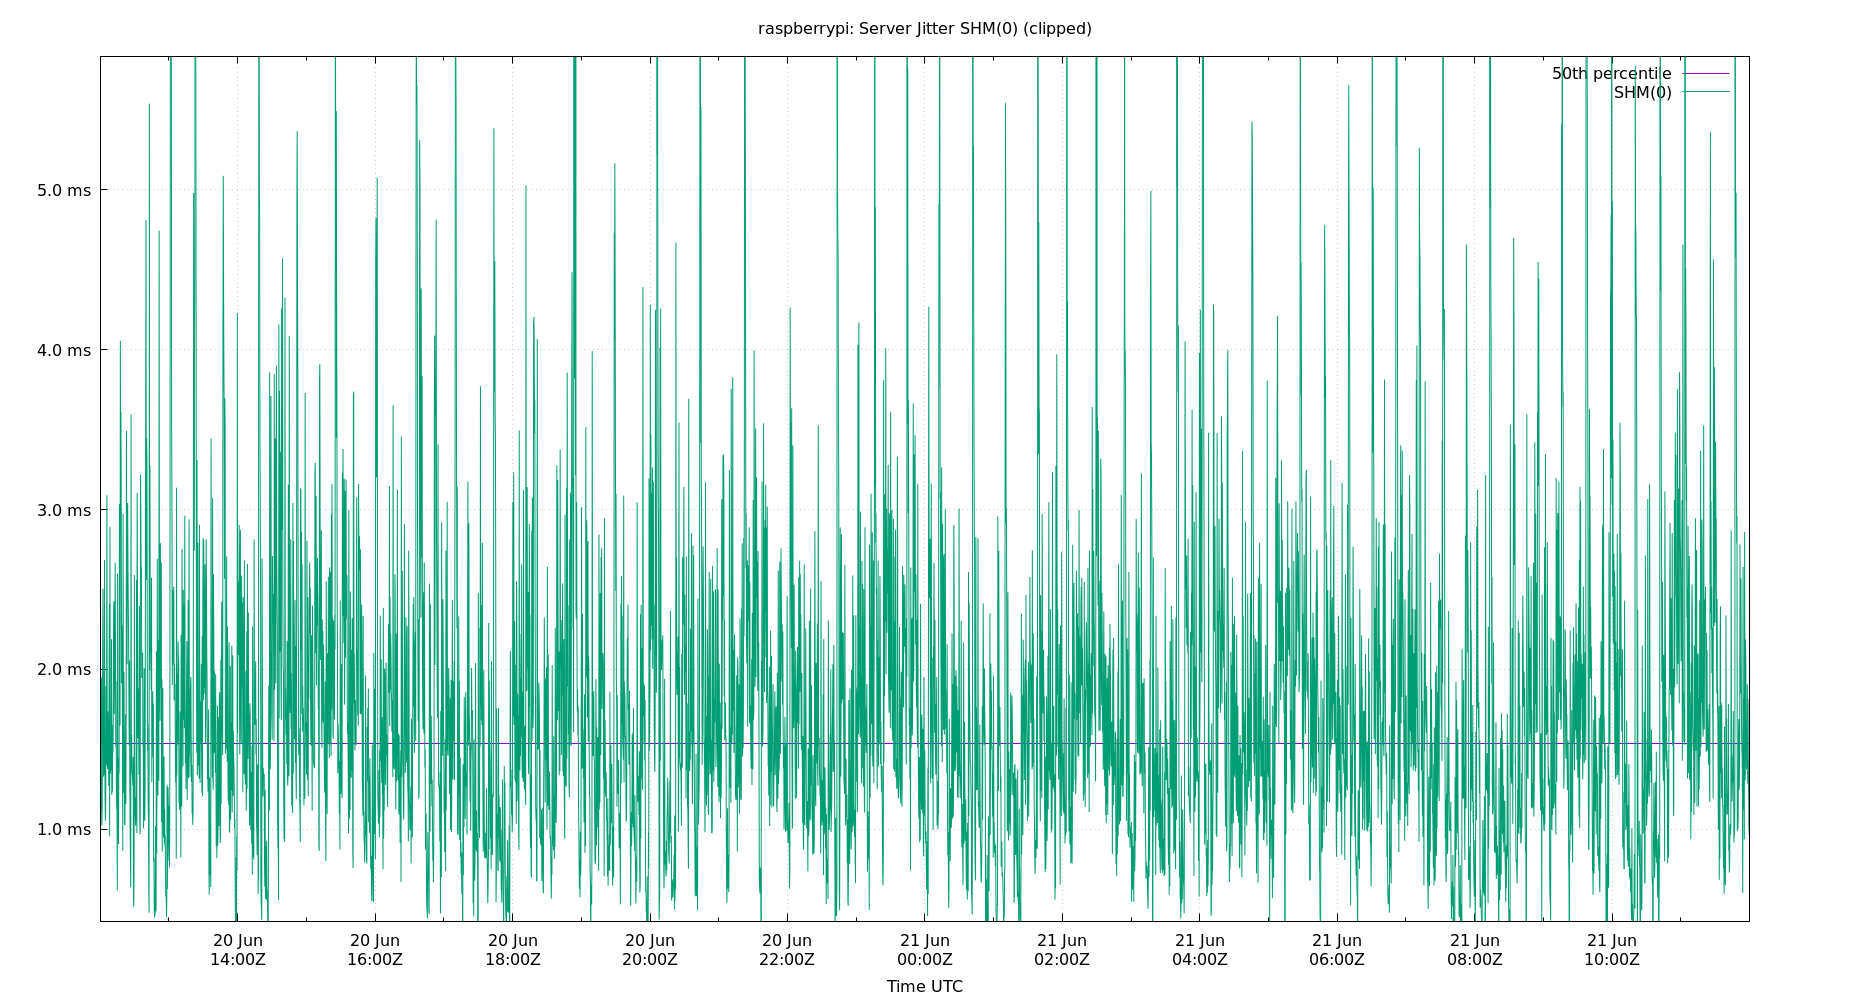 raspberrypi: Server Jitter SHM(0) (clipped)
50th percentile
SHM(0)
5.0 ms
4.0 ms
3.0 ms
2.0 ms
1.0 ms
20 Jun 20 Jun 20 Jun 20 Jun 20 Jun 21 Jun 21 Jun 21 Jun 21 Jun 21 Jun 21 Jun
14:00Z 16:00Z 18:00Z 20:00Z 22:00Z 00:00Z 02:00Z 04:00Z 06:00Z 08:00Z 10:00Z
Time UTC